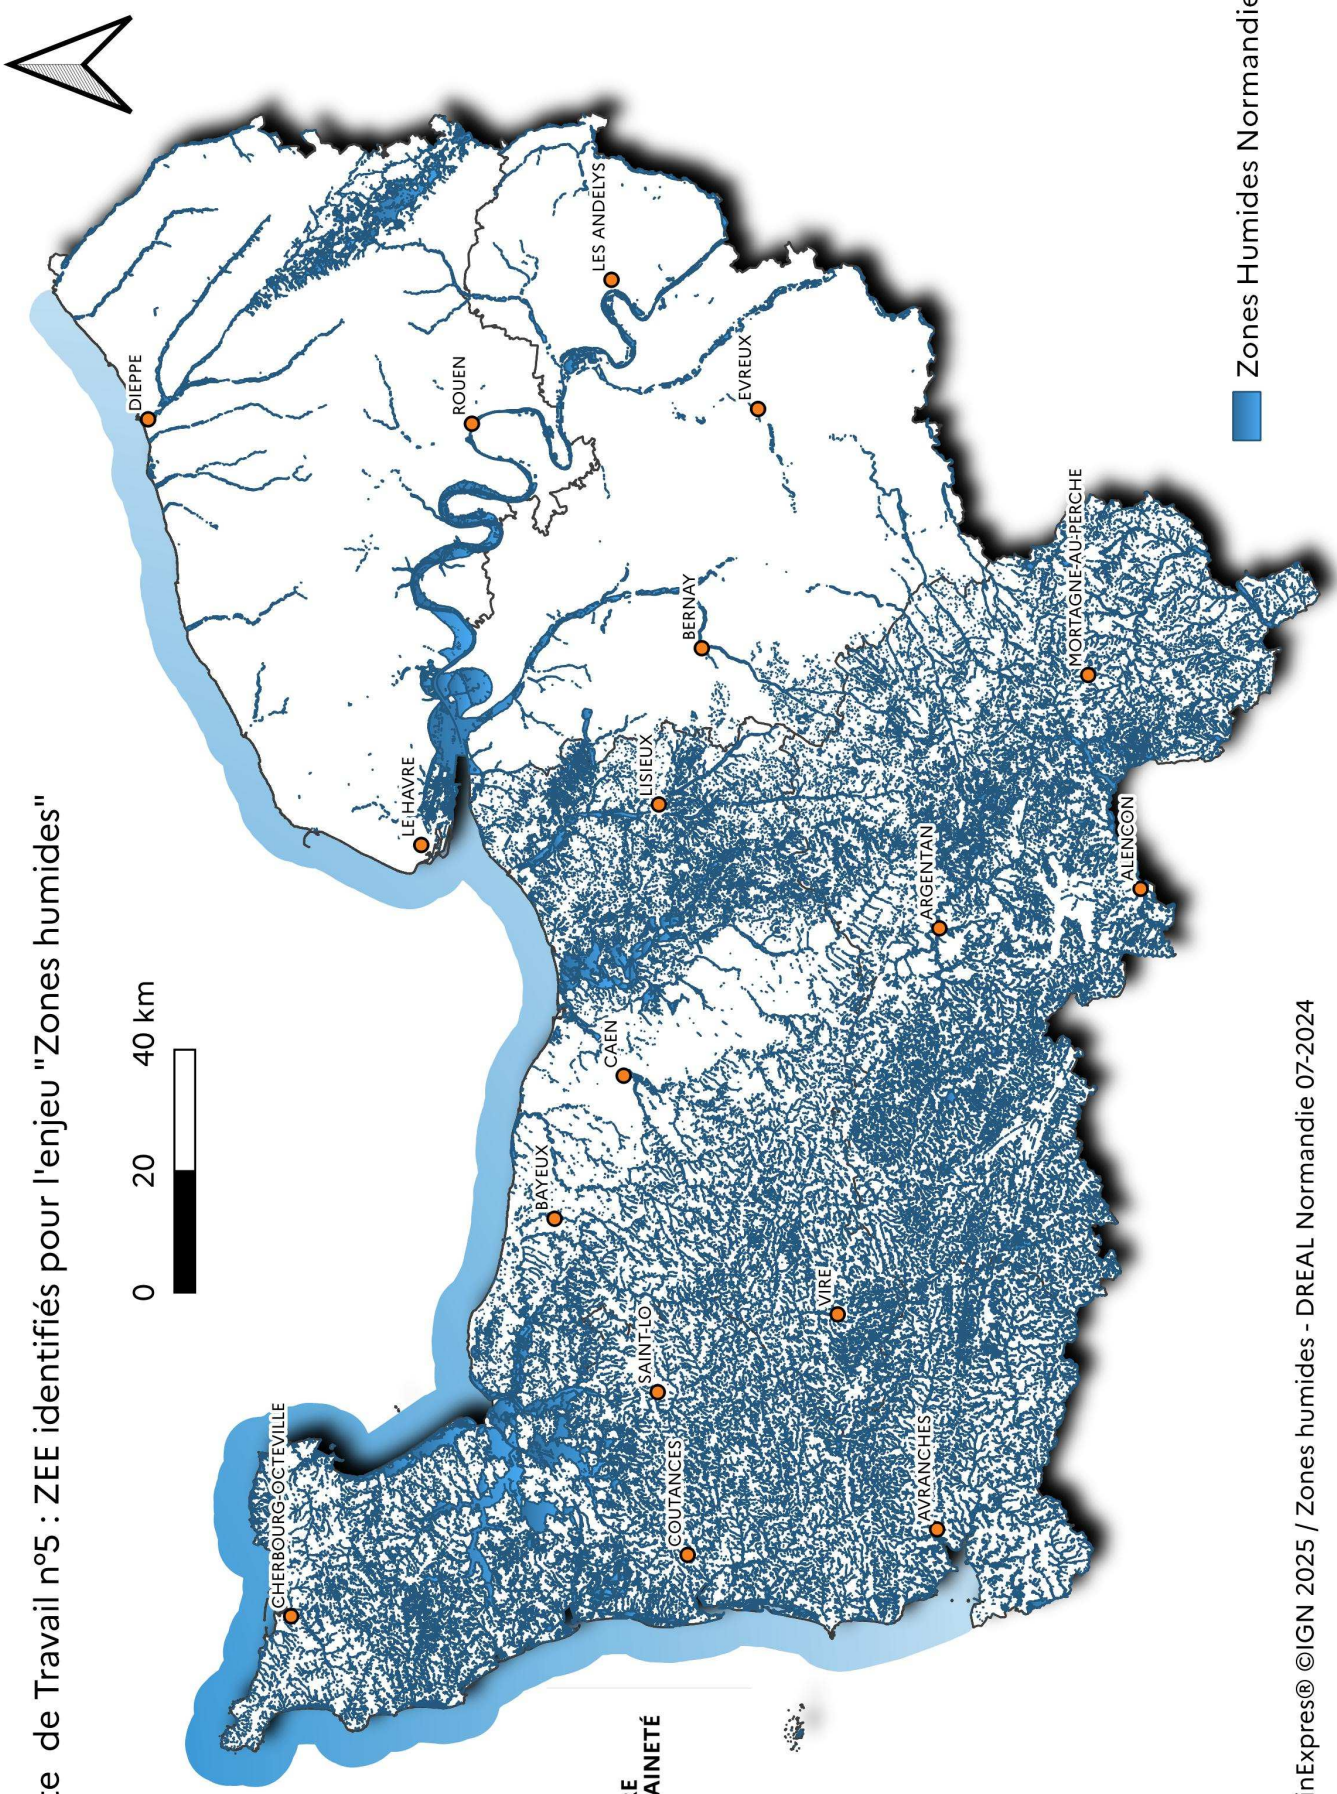 de Travail n°5 : ZEE identifiés pour l'enjeu "Zones humides"
0 20 40 km
CHERBOURG-OCTEVILLE
DIEPPE
LE HAVRE
ROUEN
LES ANDELYS
BAYEUX
CAEN
SAINT-LO
COUTANCES
LISIEUX
BERNAY
EVREUX
VIRE
AVRANCHES
ARGENTAN
ALENCON
MORTAGNE-AU-PERCHE
RE
AINETÉ
Zones Humides Normandie
inExpres® ©IGN 2025 / Zones humides - DREAL Normandie 07-2024